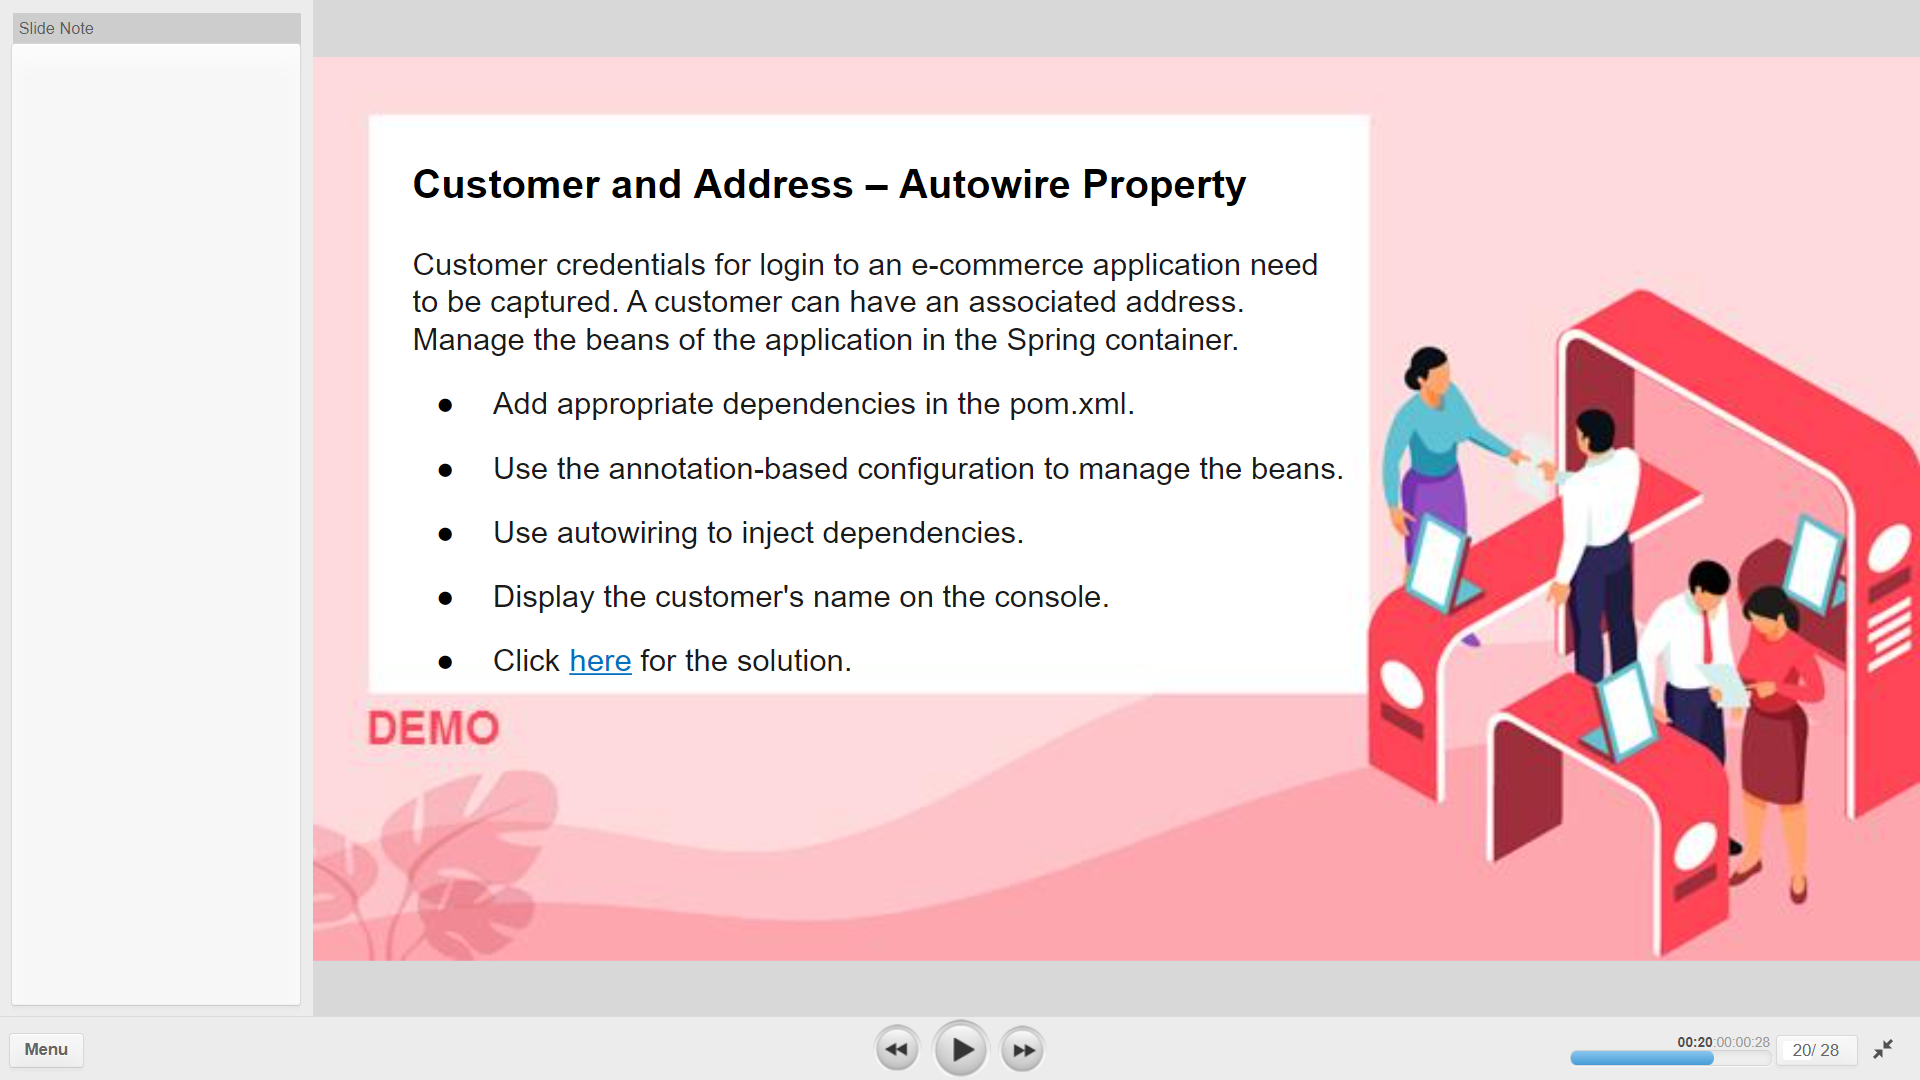 Slide Note
Customer and Address – Autowire Property
Customer credentials for login to an e-commerce application need
to be captured. A customer can have an associated address.
Manage the beans of the application in the Spring container.
● Add appropriate dependencies in the pom.xml.
● Use the annotation-based configuration to manage the beans.
● Use autowiring to inject dependencies.
● Display the customer's name on the console.
● Click here for the solution.
DEMO
Menu
00:20:00:00:28
20/ 28